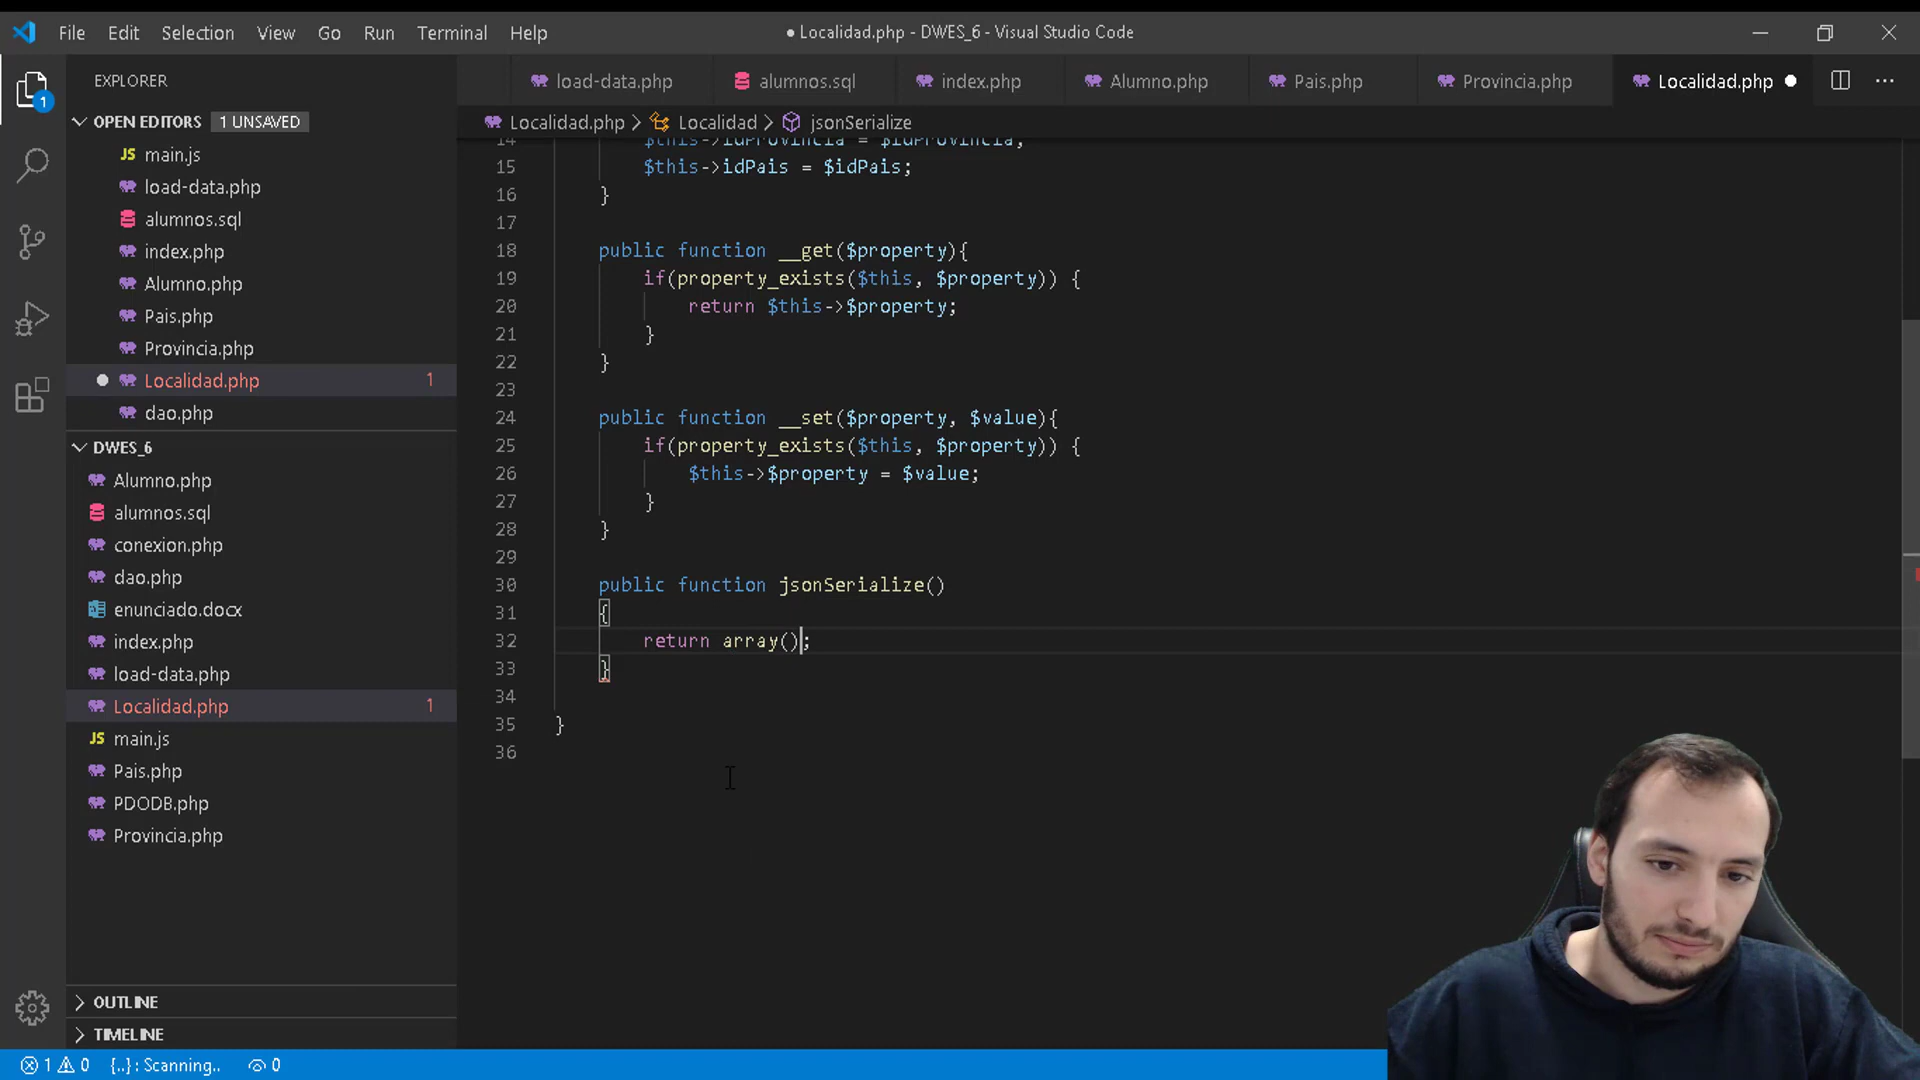 File Edit Selection View Go Run Terminal Help
● Localidad.php - DWES_6 - Visual Studio Code
EXPLORER
OPEN EDITORS 1 UNSAVED
JS main.js
load-data.php
alumnos.sql
index.php
Alumno.php
Pais.php
Provincia.php
Localidad.php 1
dao.php
DWES_6
Alumno.php
alumnos.sql
conexion.php
dao.php
enunciado.docx
index.php
load-data.php
Localidad.php 1
JS main.js
Pais.php
PDODB.php
Provincia.php
OUTLINE
TIMELINE
1
load-data.php alumnos.sql index.php Alumno.php Pais.php Provincia.php Localidad.php
Localidad.php > Localidad > jsonSerialize
14 $this->idProvincia = $idProvincia;
15 $this->idPais = $idPais;
16 }
17
18 public function __get($property){
19 if(property_exists($this, $property)) {
20 return $this->$property;
21 }
22 }
23
24 public function __set($property, $value){
25 if(property_exists($this, $property)) {
26 $this->$property = $value;
27 }
28 }
29
30 public function jsonSerialize()
31 {
32 return array();
33 }
34
35 }
36
1 0 {..}: Scanning.. 0